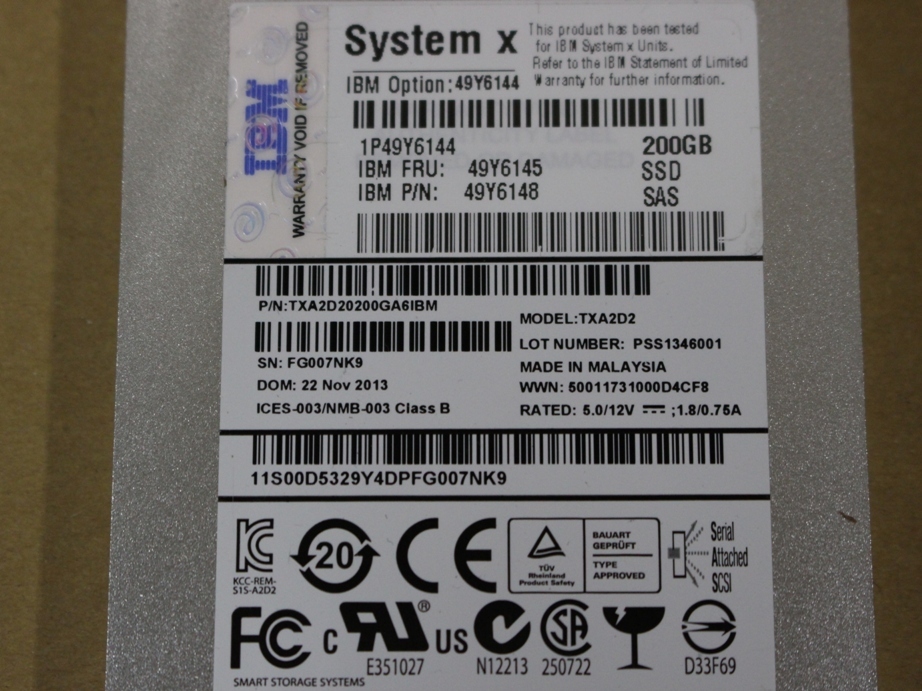 IBM
WARRANTY VOID IF REMOVED
System x
This product has been tested
for IBM System x Units.
Refer to the IBM Statement of Limited
Warranty for further information.
IBM Option:49Y6144
1P49Y6144
200GB
IBM FRU: 49Y6145
SSD
IBM P/N: 49Y6148
SAS
P/N:TXA2D20200GA6IBM
MODEL:TXA2D2
LOT NUMBER: PSS1346001
SN: FG007NK9
MADE IN MALAYSIA
DOM: 22 Nov 2013
WWN: 50011731000D4CF8
ICES-003/NMB-003 Class B
RATED: 5.0/12V ;1.8/0.75A
11S00D5329Y4DPFG007NK9
KCC-REM-
S1S-A2D2
20
CE
TÜV
Rheinland
Product Safety
BAUART
GEPRÜFT
TYPE
APPROVED
Serial
Attached
SCSI
FC
C
RU
®
US
E351027
N12213
SA
250722
D33F69
SMART STORAGE SYSTEMS